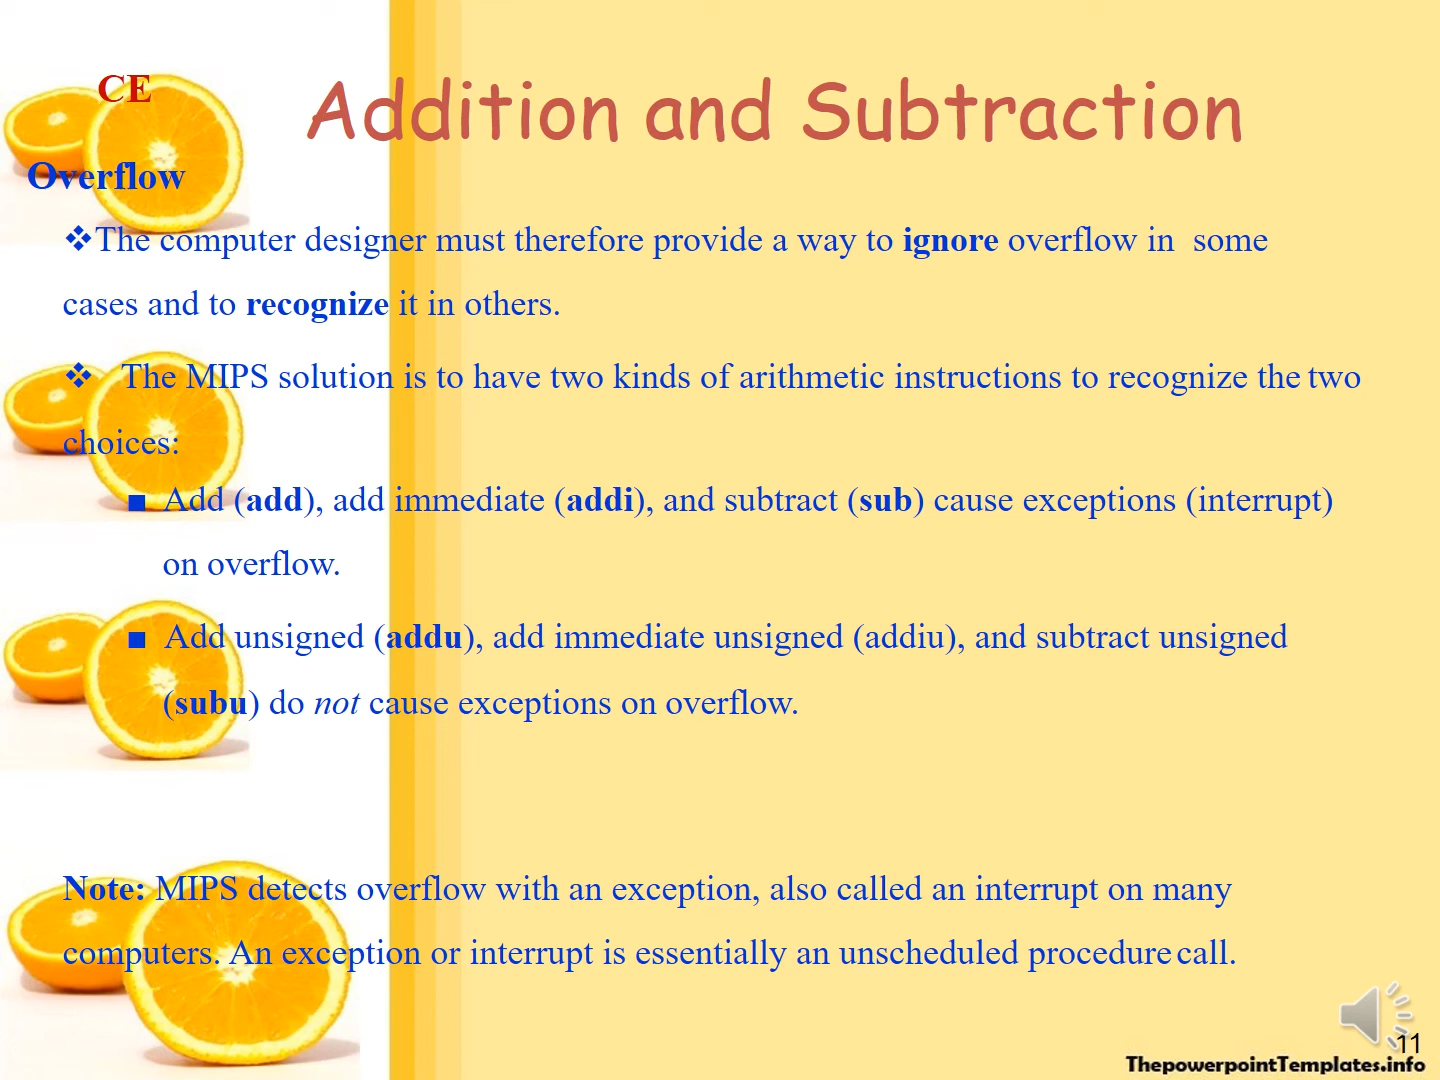 CE
Addition and Subtraction
Overflow
❖The computer designer must therefore provide a way to ignore overflow in some
cases and to recognize it in others.
❖ The MIPS solution is to have two kinds of arithmetic instructions to recognize the two
choices:
▪ Add (add), add immediate (addi), and subtract (sub) cause exceptions (interrupt)
on overflow.
▪ Add unsigned (addu), add immediate unsigned (addiu), and subtract unsigned
(subu) do not cause exceptions on overflow.
Note: MIPS detects overflow with an exception, also called an interrupt on many
computers. An exception or interrupt is essentially an unscheduled procedure call.
11
ThepowerpointTemplates.info